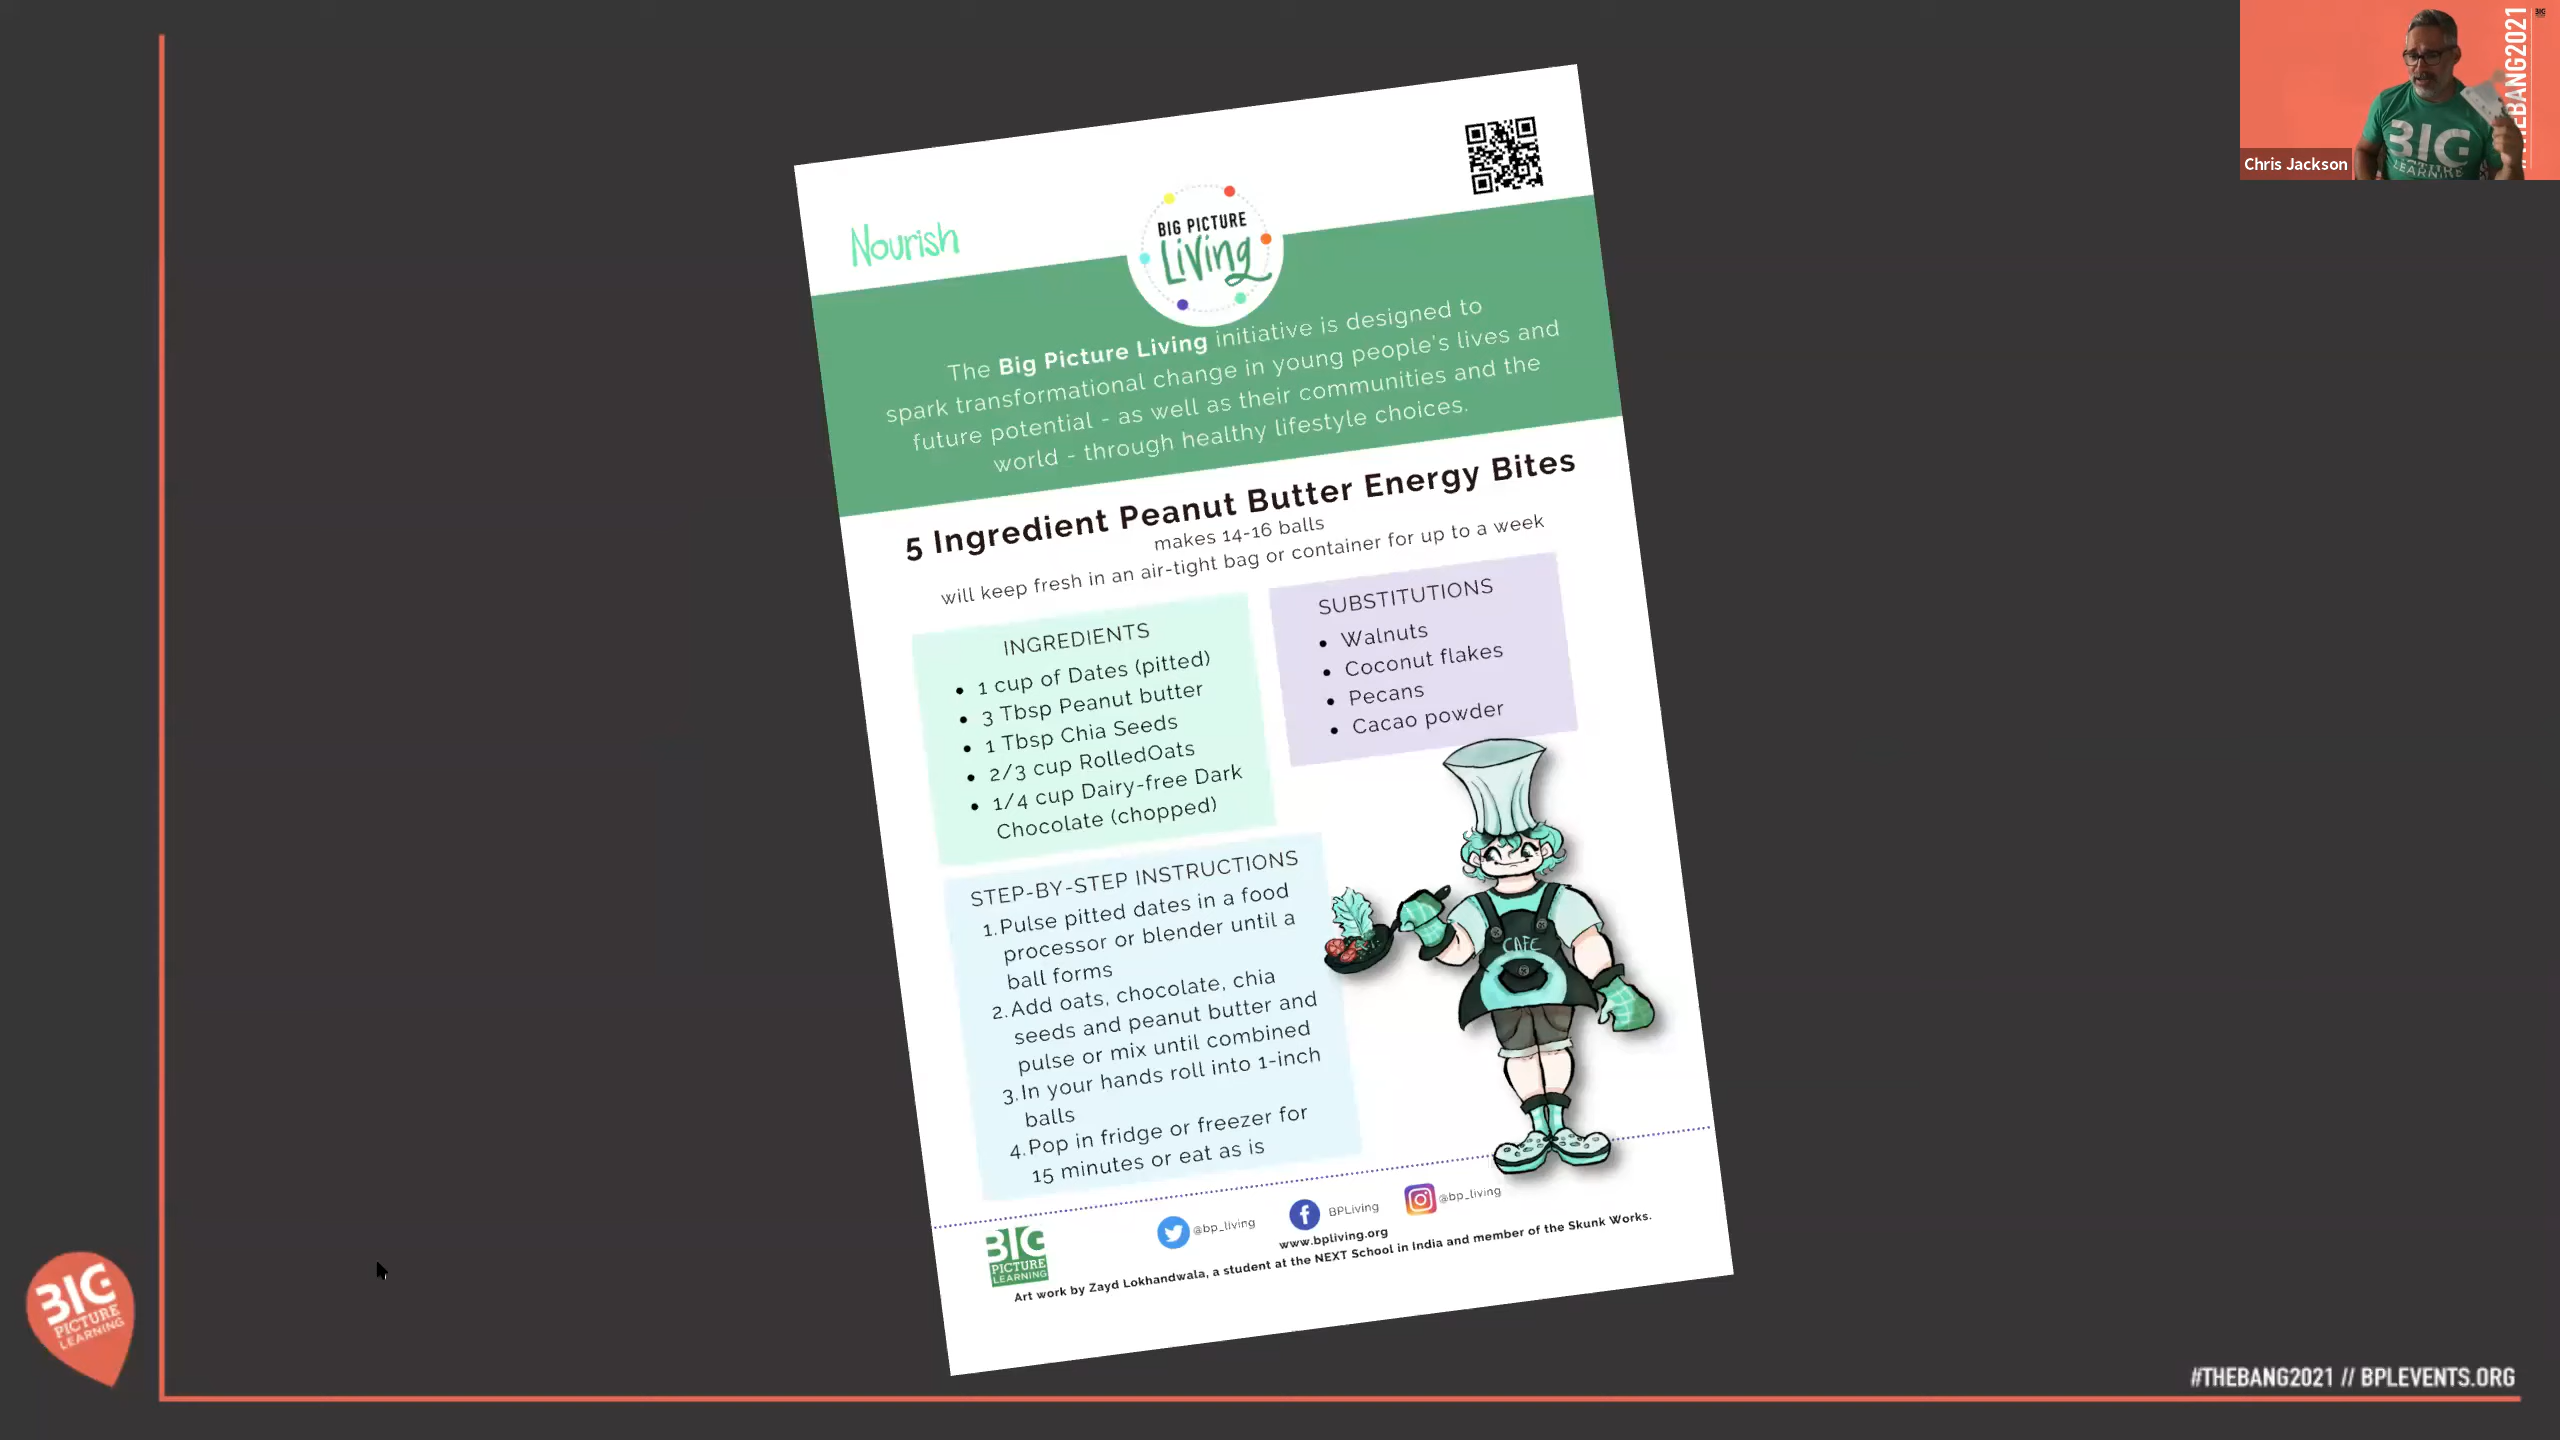 #THEBANG2021
BIG
PICTURE
LEARNING
Chris Jackson
Nourish
BIG PICTURE
Living
The Big Picture Living initiative is designed to
spark transformational change in young people's lives and
future potential - as well as their communities and the
world - through healthy lifestyle choices.
5 Ingredient Peanut Butter Energy Bites
makes 14-16 balls
will keep fresh in an air-tight bag or container for up to a week
INGREDIENTS
• 1 cup of Dates (pitted)
• 3 Tbsp Peanut butter
• 1 Tbsp Chia Seeds
• 2/3 cup RolledOats
• 1/4 cup Dairy-free Dark
Chocolate (chopped)
SUBSTITUTIONS
• Walnuts
• Coconut flakes
• Pecans
• Cacao powder
STEP-BY-STEP INSTRUCTIONS
1. Pulse pitted dates in a food
processor or blender until a
ball forms
2. Add oats, chocolate, chia
seeds and peanut butter and
pulse or mix until combined
3. In your hands roll into 1-inch
balls
4. Pop in fridge or freezer for
15 minutes or eat as is
CAFE
@bp_living
BPLiving
@bp_living
www.bpliving.org
BIG
PICTURE
LEARNING
Art work by Zayd Lokhandwala, a student at the NEXT School in India and member of the Skunk Works.
BIG
PICTURE
LEARNING
#THEBANG2021 // BPLEVENTS.ORG